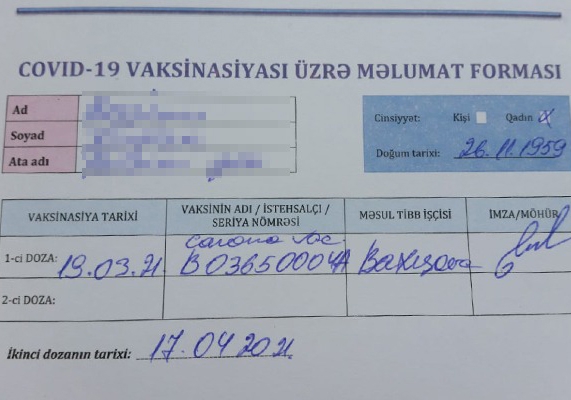 COVID-19 VAKSİNASİYASI ÜZRƏ MƏLUMAT FORMASI
Ad
Soyad
Ata adı
Cinsiyyət: Kişi Qadın x
Doğum tarixi: 26.11.1959
VAKSİNASİYA TARİXİ
VAKSİNİN ADI / İSTEHSALÇI / SERİYA NÖMRƏSİ
MƏSUL TİBB İŞÇİSİ
İMZA/MÖHÜR
1-ci DOZA: 19.03.21
Corona Vac
B03650004A
Baxışova
2-ci DOZA:
İkinci dozanın tarixi: 17.04 2021